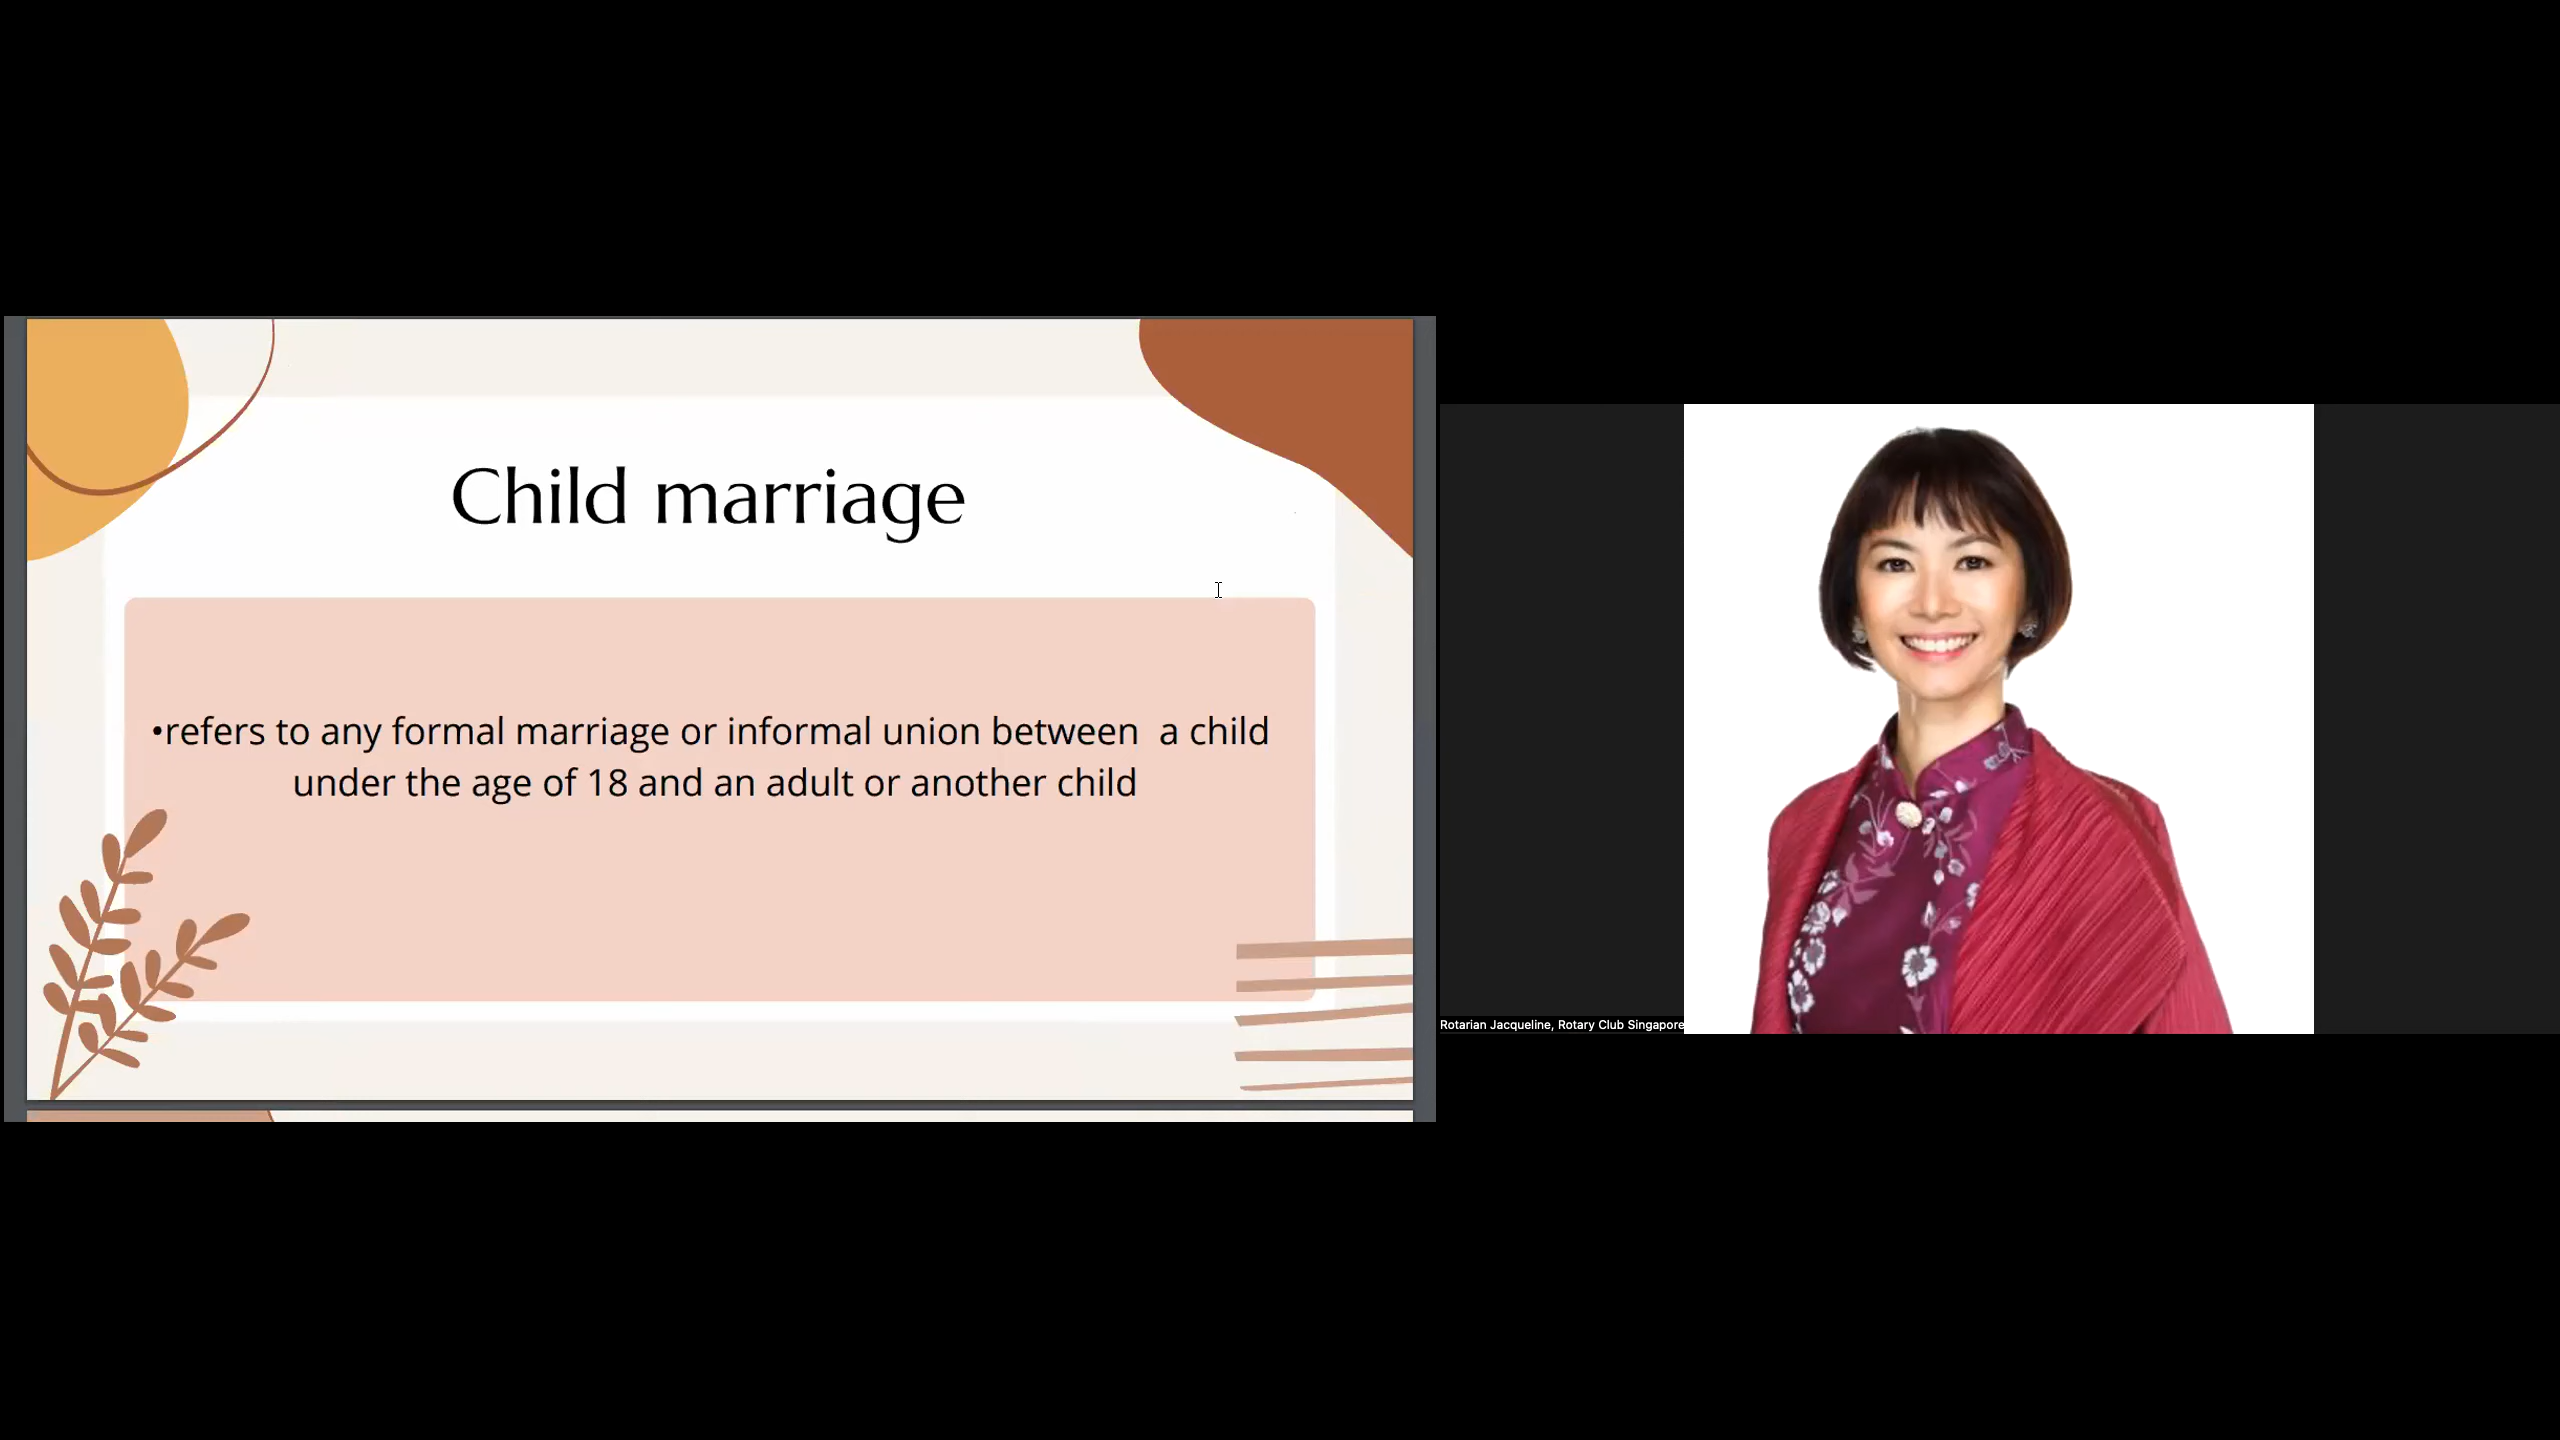 Child marriage
•refers to any formal marriage or informal union between  a child
under the age of 18 and an adult or another child
Rotarian Jacqueline, Rotary Club Singapore